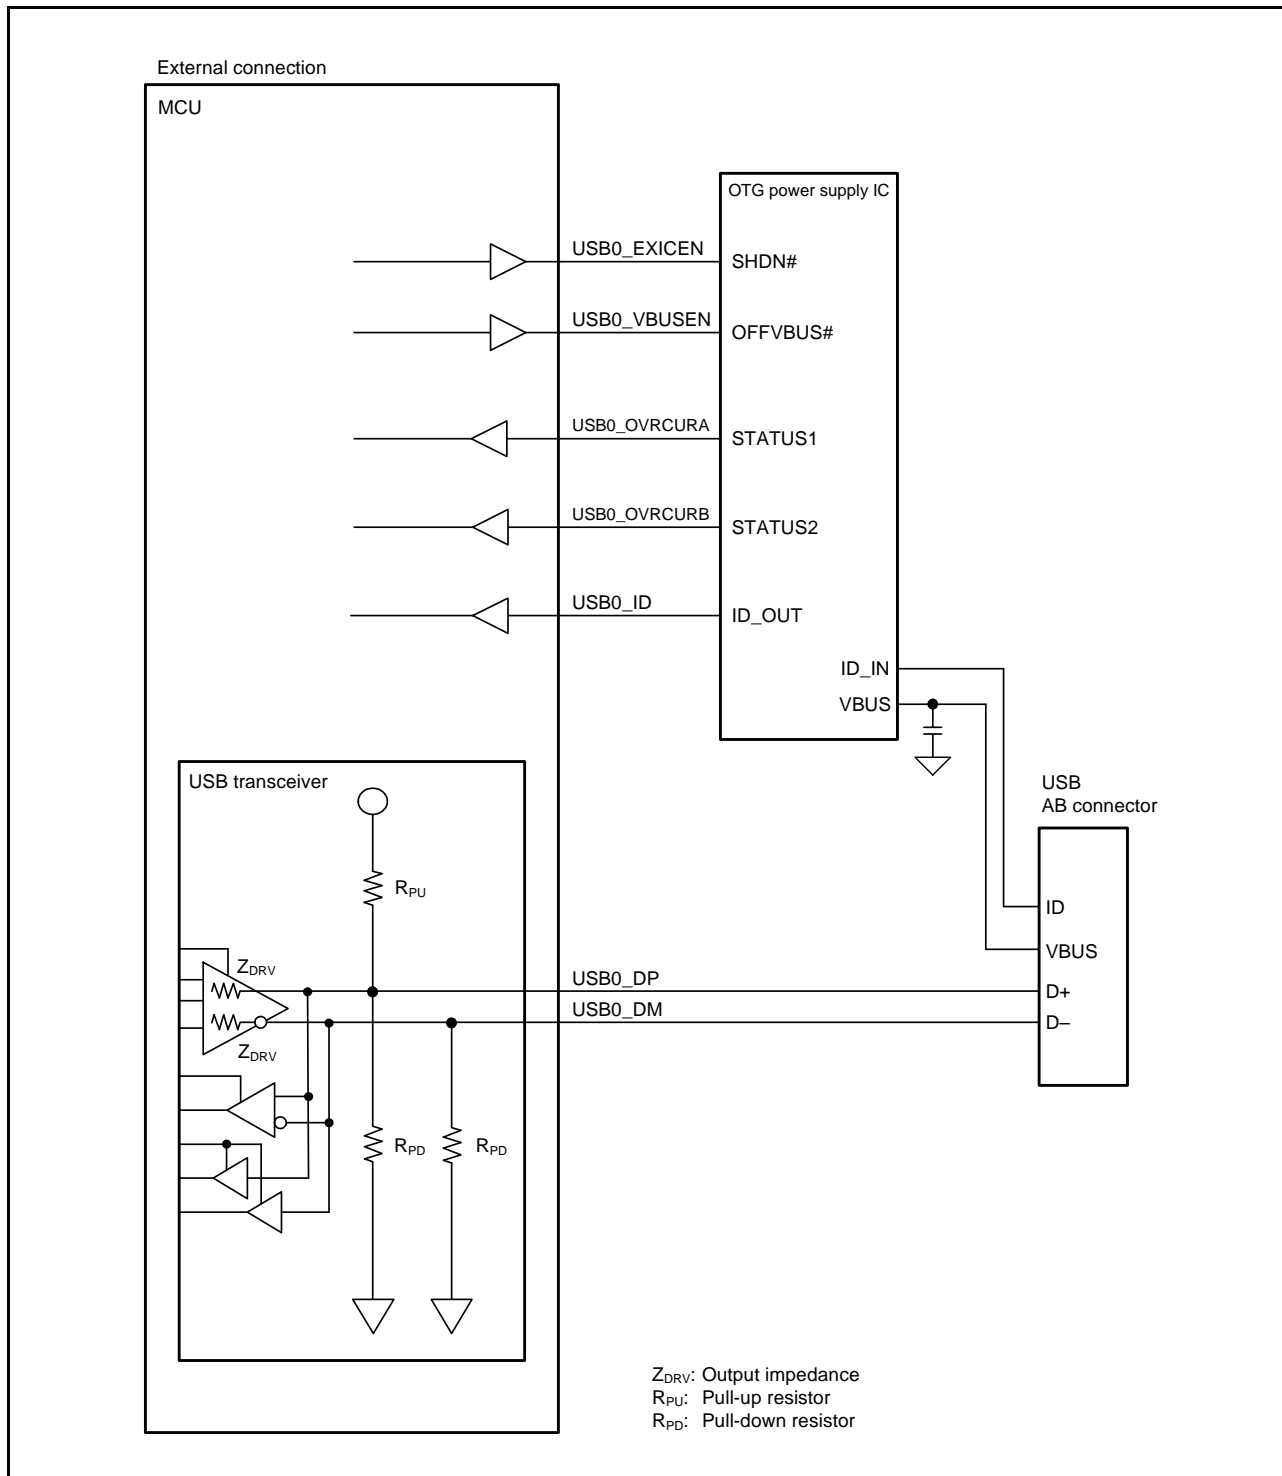 External connection
MCU
OTG power supply IC
USB0_EXICEN
SHDN#
USB0_VBUSEN
OFFVBUS#
USB0_OVRCURA
STATUS1
USB0_OVRCURB
STATUS2
USB0_ID
ID_OUT
ID_IN
VBUS
USB transceiver
USB
AB connector
RPU
ID
VBUS
ZDRV
USB0_DP
D+
USB0_DM
D–
ZDRV
RPD
RPD
ZDRV: Output impedance
RPU: Pull-up resistor
RPD: Pull-down resistor